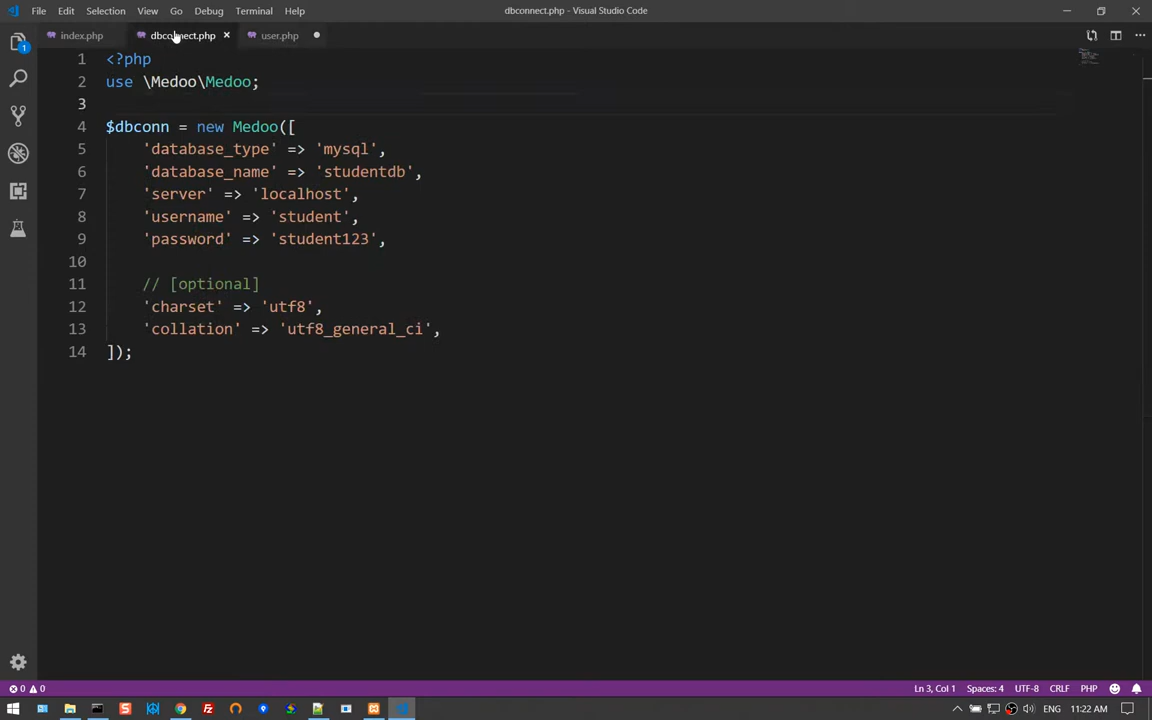 File Edit Selection View Go Debug Terminal Help
dbconnect.php - Visual Studio Code
index.php dbconnect.php user.php
1 <?php
2 use \Medoo\Medoo;
3
4 $dbconn = new Medoo([
5 'database_type' => 'mysql',
6 'database_name' => 'studentdb',
7 'server' => 'localhost',
8 'username' => 'student',
9 'password' => 'student123',
10
11 // [optional]
12 'charset' => 'utf8',
13 'collation' => 'utf8_general_ci',
14 ]);
1
0 0
Ln 3, Col 1 Spaces: 4 UTF-8 CRLF PHP
ENG 11:22 AM